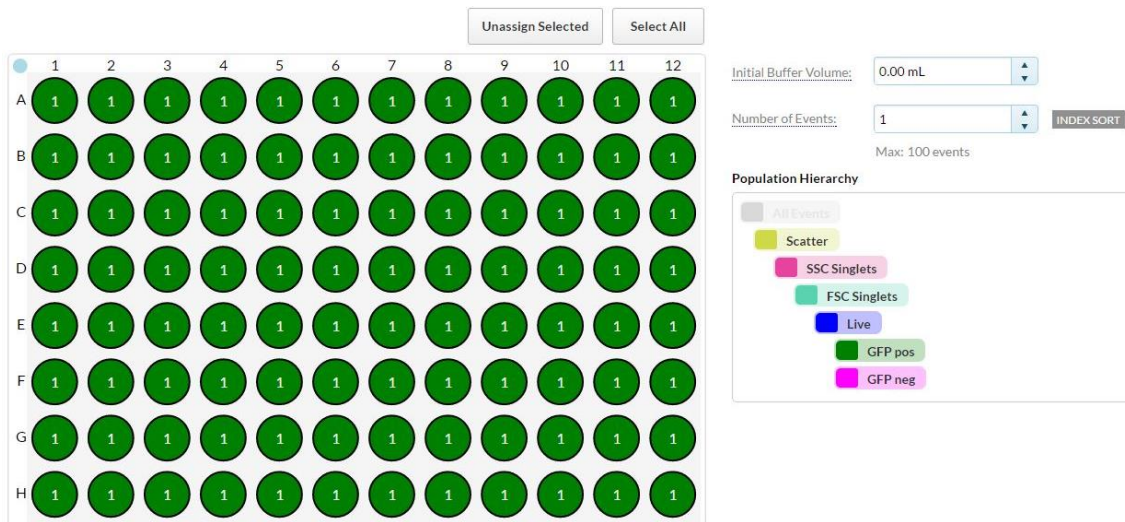 Unassign Selected Select All
1 2 3 4 5 6 7 8 9 10 11 12
A 1 1 1 1 1 1 1 1 1 1 1 1
B 1 1 1 1 1 1 1 1 1 1 1 1
C 1 1 1 1 1 1 1 1 1 1 1 1
D 1 1 1 1 1 1 1 1 1 1 1 1
E 1 1 1 1 1 1 1 1 1 1 1 1
F 1 1 1 1 1 1 1 1 1 1 1 1
G 1 1 1 1 1 1 1 1 1 1 1 1
H 1 1 1 1 1 1 1 1 1 1 1 1
Initial Buffer Volume: 0.00 mL
Number of Events: 1 INDEX SORT
Max: 100 events
Population Hierarchy
All Events
Scatter
SSC Singlets
FSC Singlets
Live
GFP pos
GFP neg